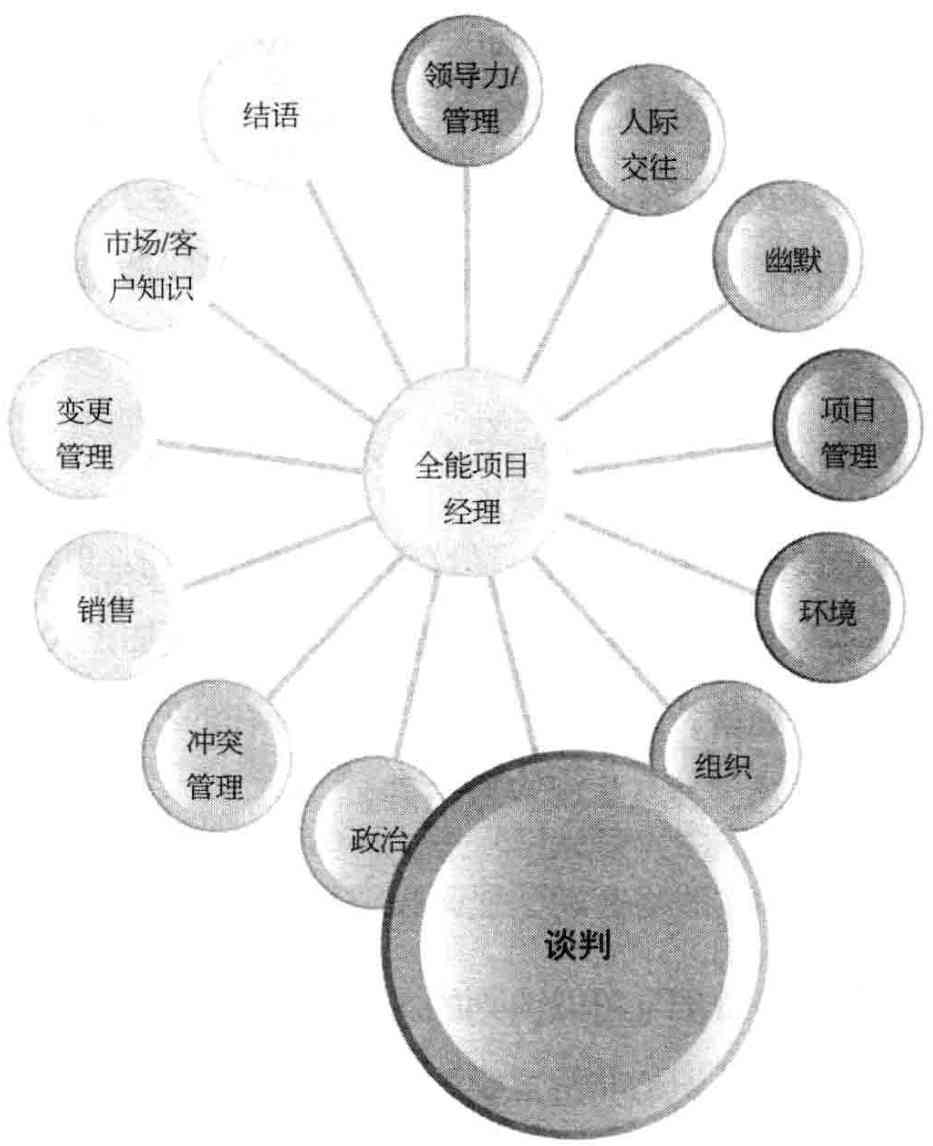 结语
领导力/
管理
人际
交往
幽默
项目
管理
环境
组织
谈判
政治
冲突
管理
销售
变更
管理
市场/客
户知识
全能项目
经理